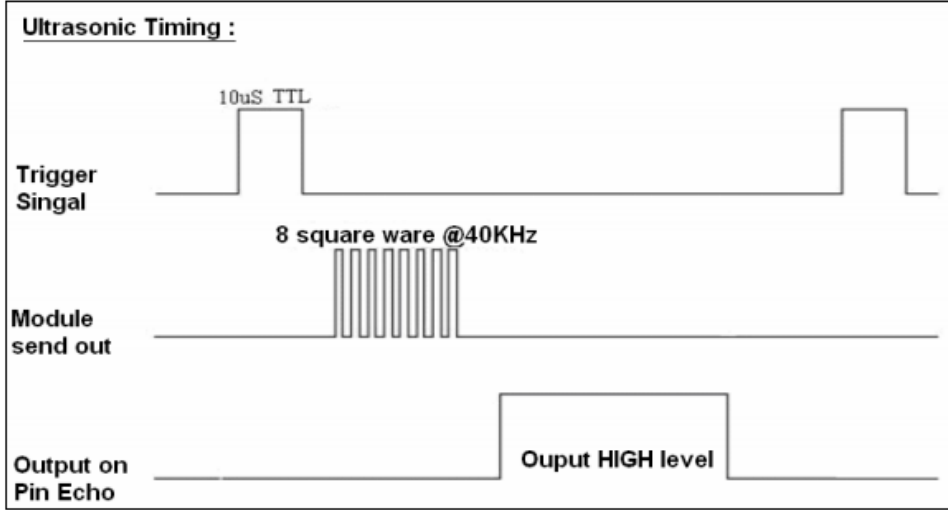 Ultrasonic Timing :
10uS TTL
Trigger
Singal
8 square ware @40KHz
Module
send out
Ouput HIGH level
Output on
Pin Echo